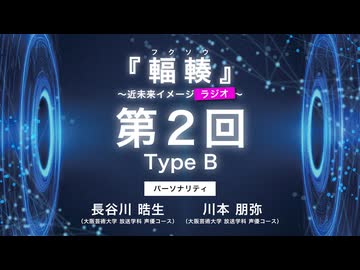 フクソウ
『輻輳』
～近未来イメージ ラジオ ～
第2回
Type B
パーソナリティ
長谷川 晧生
川本 朋弥
（大阪芸術大学 放送学科 声優コース）
（大阪芸術大学 放送学科 声優コース）